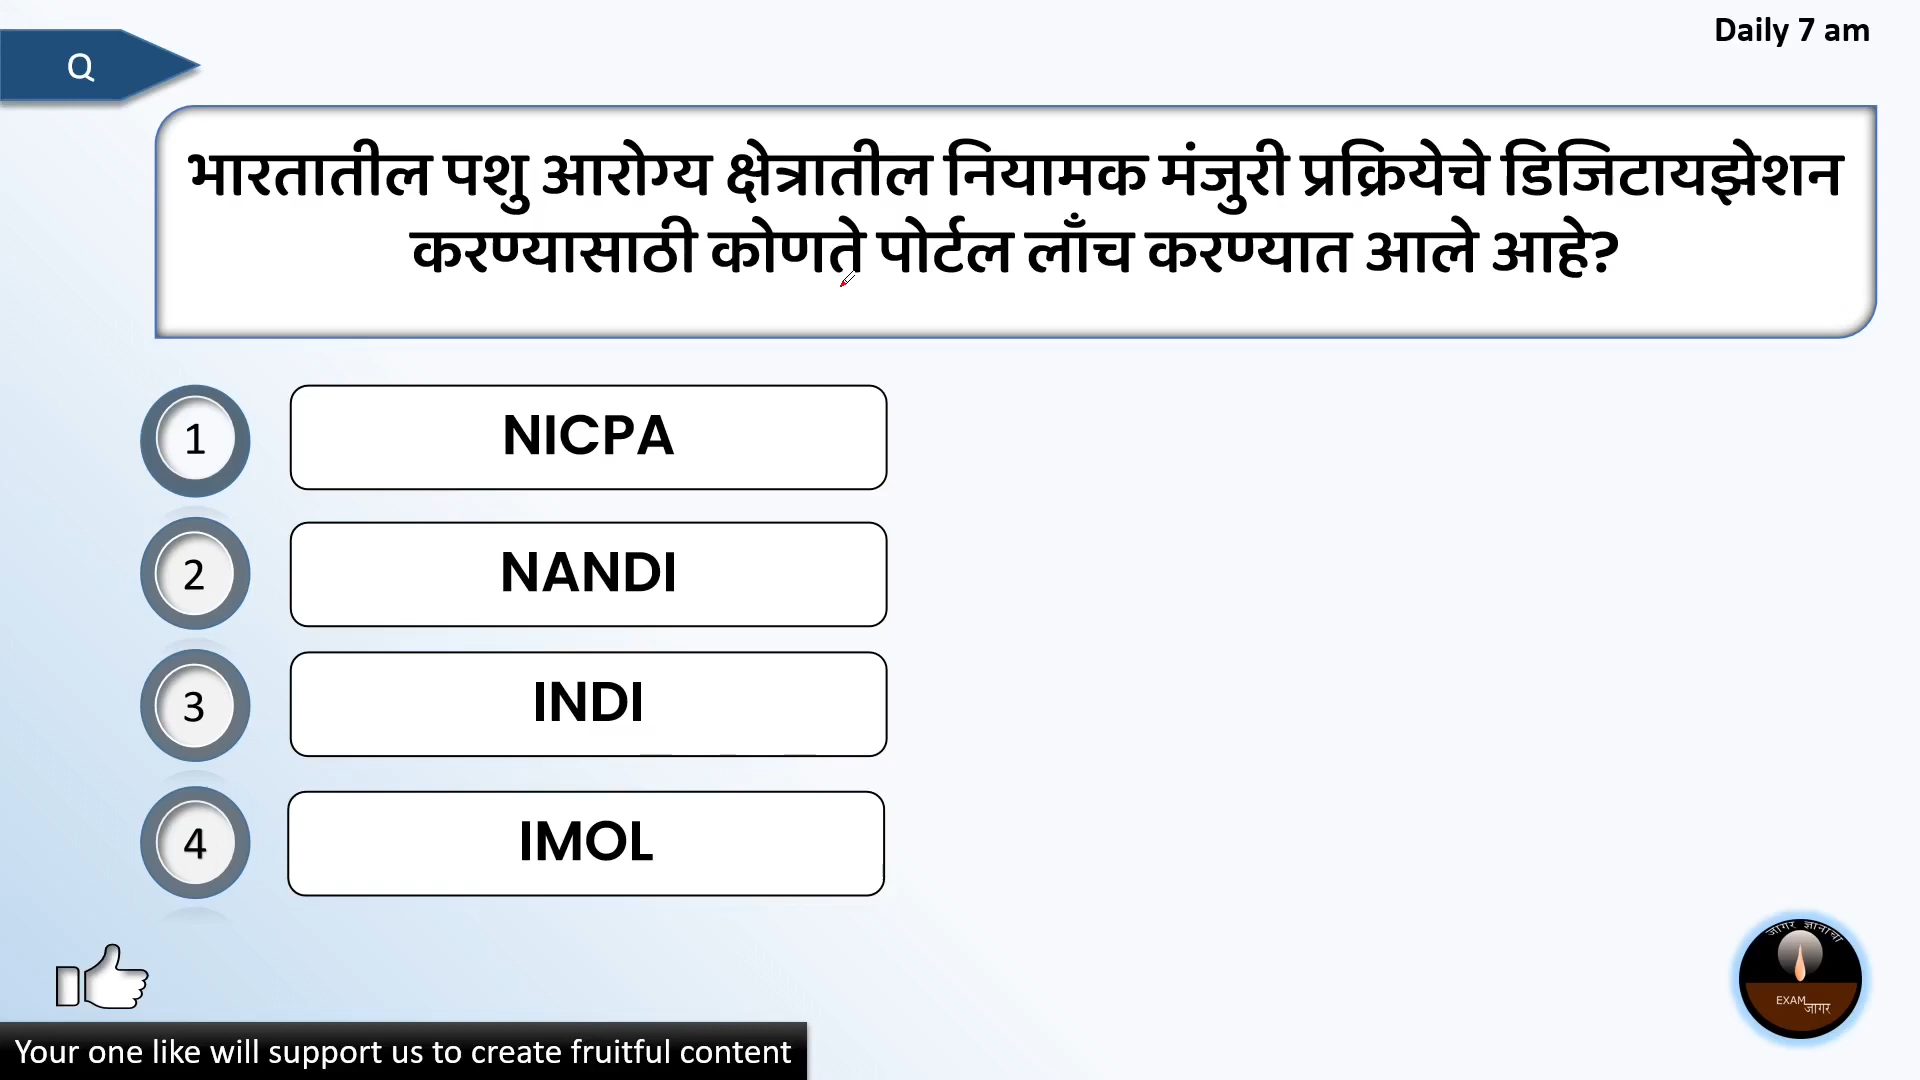 Daily 7 am
Q
भारतातील पशु आरोग्य क्षेत्रातील नियामक मंजुरी प्रक्रियेचे डिजिटायझेशन
करण्यासाठी कोणते पोर्टल लाँच करण्यात आले आहे?
1
NICPA
2
NANDI
3
INDI
4
IMOL
जागर ज्ञानाचा
EXAM
जागर
Your one like will support us to create fruitful content